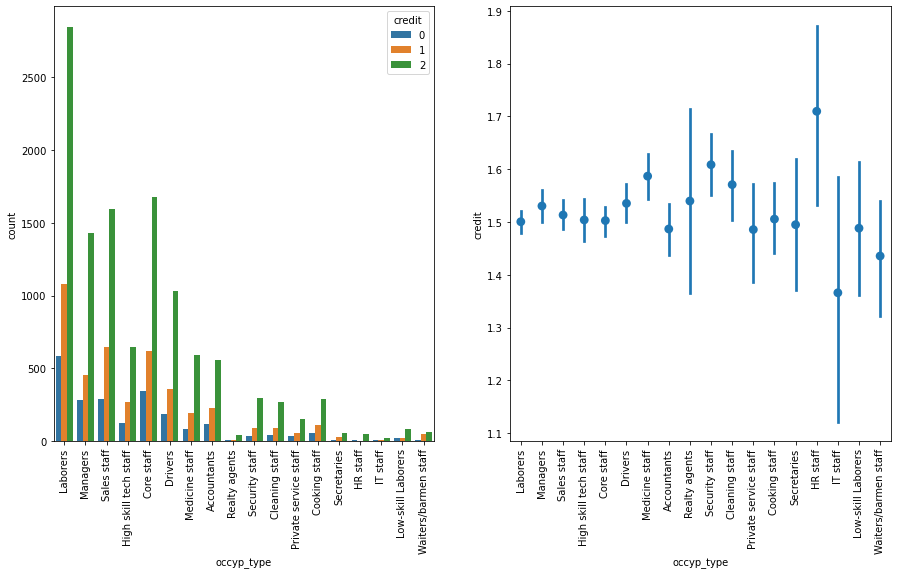 credit
0
1
2
count
2500
2000
1500
1000
500
0
Laborers
Managers
Sales staff
High skill tech staff
Core staff
Drivers
Medicine staff
Accountants
Realty agents
Security staff
Cleaning staff
Private service staff
Cooking staff
Secretaries
HR staff
IT staff
Low-skill Laborers
Waiters/barmen staff
occyp_type
credit
1.9
1.8
1.7
1.6
1.5
1.4
1.3
1.2
1.1
Laborers
Managers
Sales staff
High skill tech staff
Core staff
Drivers
Medicine staff
Accountants
Realty agents
Security staff
Cleaning staff
Private service staff
Cooking staff
Secretaries
HR staff
IT staff
Low-skill Laborers
Waiters/barmen staff
occyp_type